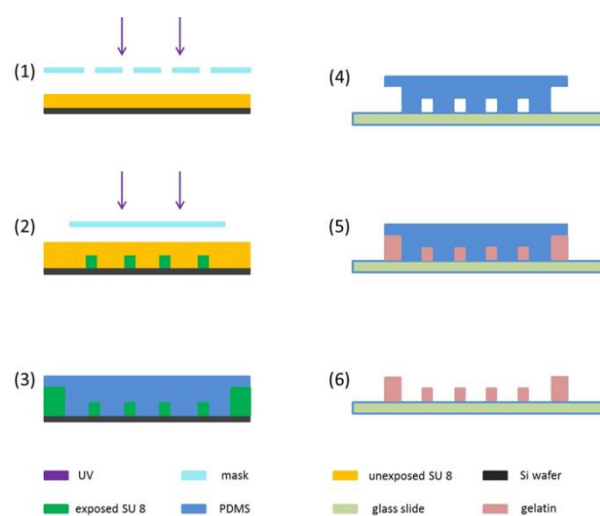 (1)
(2)
(3)
(4)
(5)
(6)
UV
mask
unexposed SU 8
Si wafer
exposed SU 8
PDMS
glass slide
gelatin